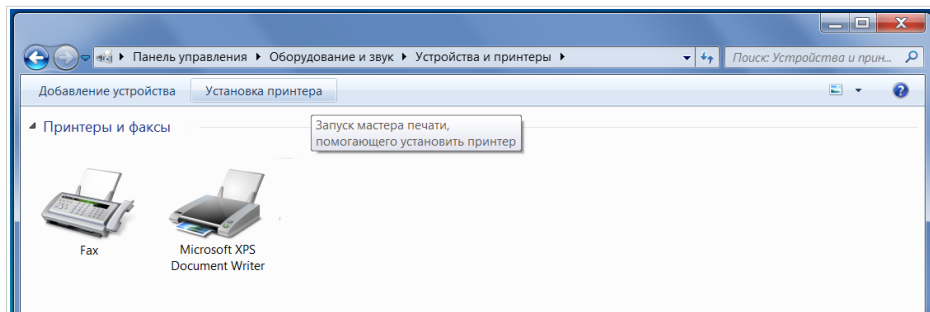 Панель управления ▸ Оборудование и звук ▸ Устройства и принтеры ▸
Поиск: Устройства и прин...
Добавление устройства
Установка принтера
Принтеры и факсы
Запуск мастера печати,
помогающего установить принтер
Fax
Microsoft XPS
Document Writer